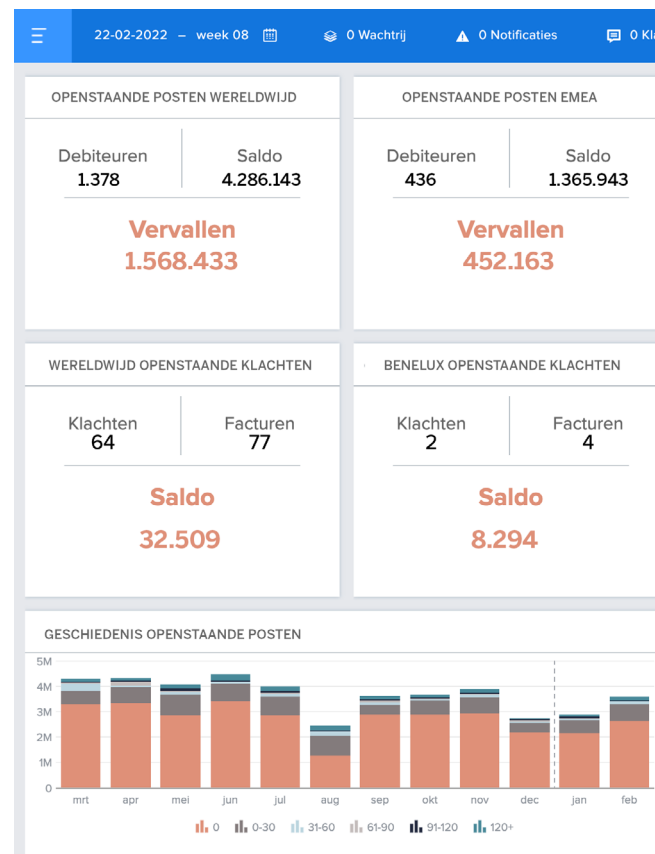 22-02-2022 – week 08 0 Wachtrij 0 Notificaties 0 Kl
OPENSTAANDE POSTEN WERELDWIJD
Debiteuren Saldo
1.378 4.286.143
Vervallen
1.568.433
OPENSTAANDE POSTEN EMEA
Debiteuren Saldo
436 1.365.943
Vervallen
452.163
WERELDWIJD OPENSTAANDE KLACHTEN
Klachten Facturen
64 77
Saldo
32.509
BENELUX OPENSTAANDE KLACHTEN
Klachten Facturen
2 4
Saldo
8.294
GESCHIEDENIS OPENSTAANDE POSTEN
5M
4M
3M
2M
1M
0
mrt apr mei jun jul aug sep okt nov dec jan feb
0 0-30 31-60 61-90 91-120 120+